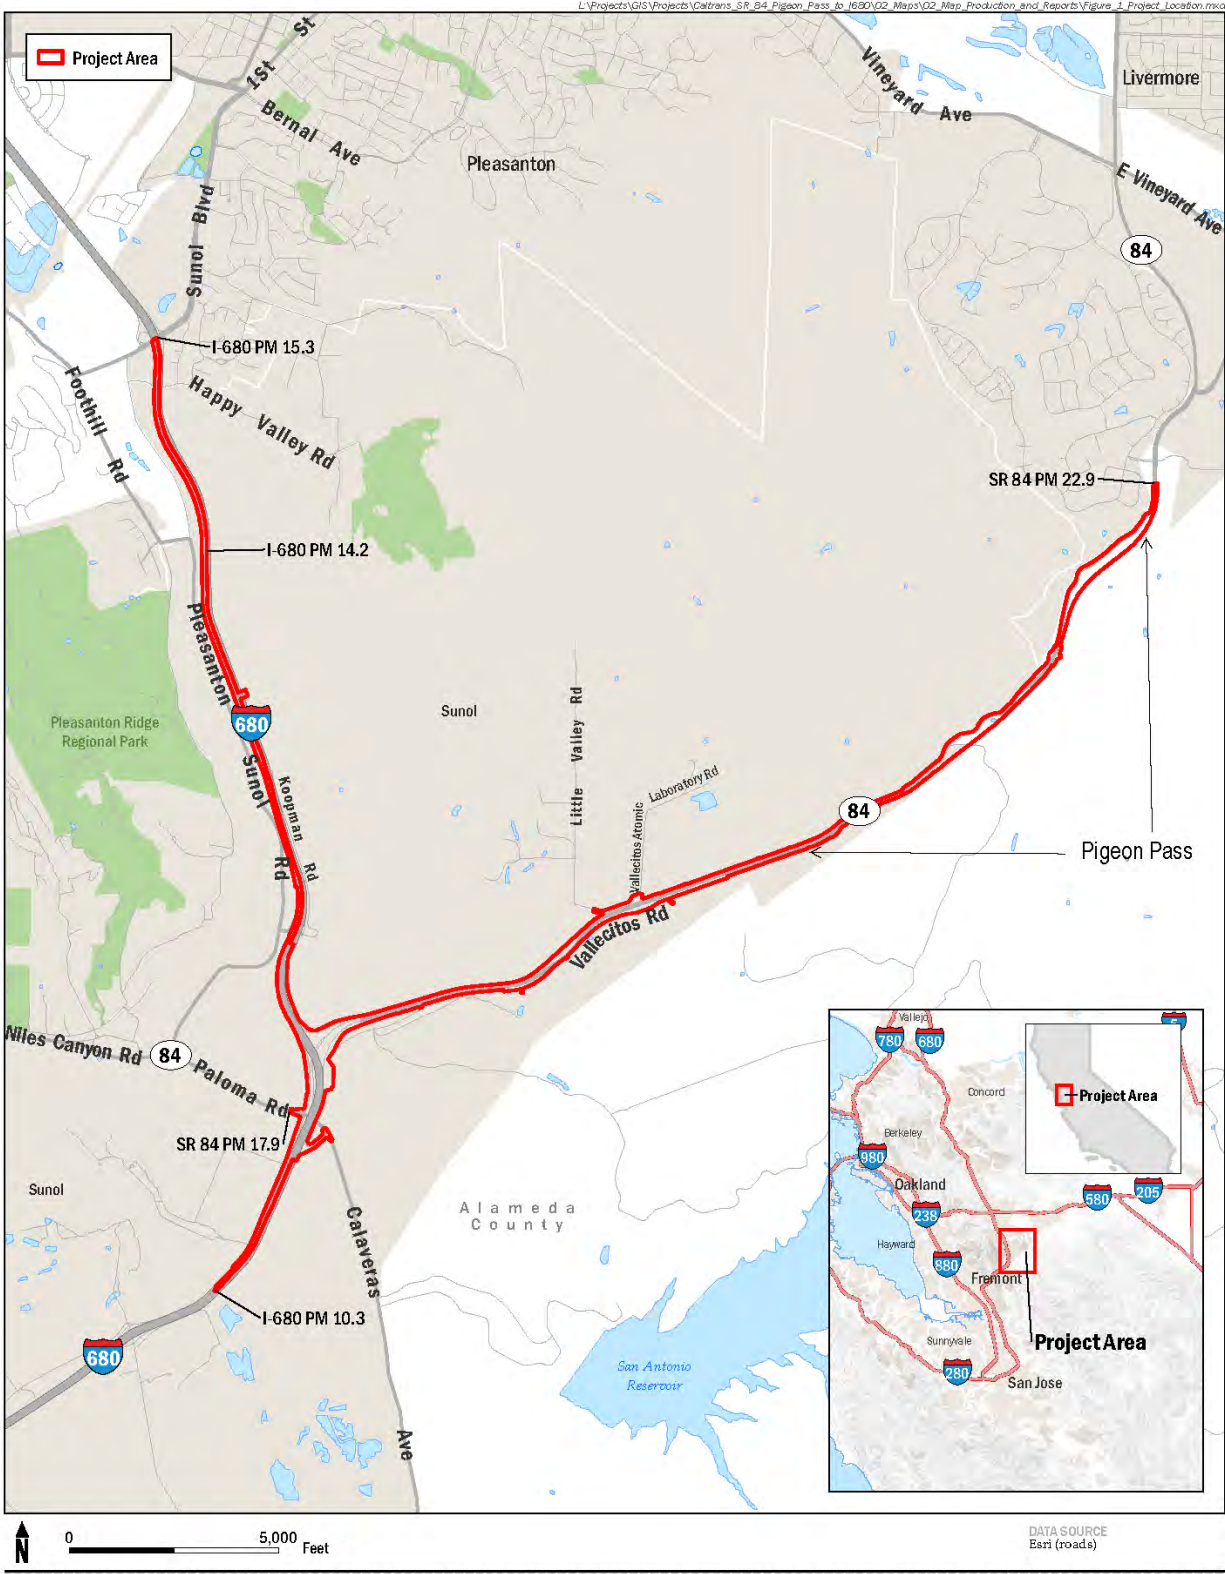 L:\Projects\GIS\Projects\Caltrans_SR_84_Pigeon_Pass_to_I680\02_Maps\02_Map_Production_and_Reports\Figure_1_Project_Location.mxd
Project Area
1St St
Bernal Ave
Pleasanton
Vineyard Ave
Livermore
E Vineyard Ave
84
Sunol Blvd
I-680 PM 15.3
Foothill Rd
Happy Valley Rd
SR 84 PM 22.9
I-680 PM 14.2
Pleasanton Sunol Rd
680
Pleasanton Ridge
Regional Park
Sunol
Koopman Rd
Little Valley Rd
Laboratory Rd
Vallecitos Atomic
84
Pigeon Pass
Vallecitos Rd
Niles Canyon Rd
84
Paloma Rd
SR 84 PM 17.9
Sunol
Calaveras Ave
Alameda
County
I-680 PM 10.3
680
San Antonio
Reservoir
Vallejo
780
680
5
Concord
Project Area
Berkeley
980
Oakland
580
205
238
Hayward
880
Fremont
Sunnyvale
Project Area
280
San Jose
N
0
5,000
Feet
DATA SOURCE
Esri (roads)